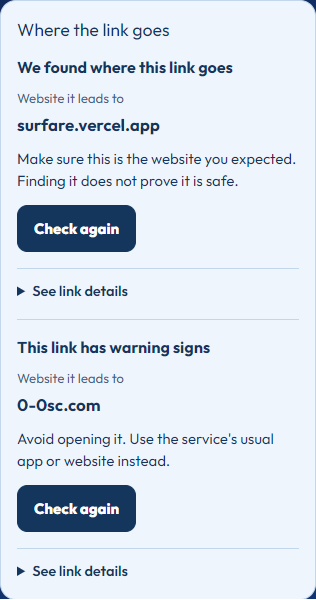 Where the link goes
We found where this link goes
Website it leads to
surfare.vercel.app
Make sure this is the website you expected.
Finding it does not prove it is safe.
Check again
See link details
This link has warning signs
Website it leads to
0-0sc.com
Avoid opening it. Use the service's usual
app or website instead.
Check again
See link details